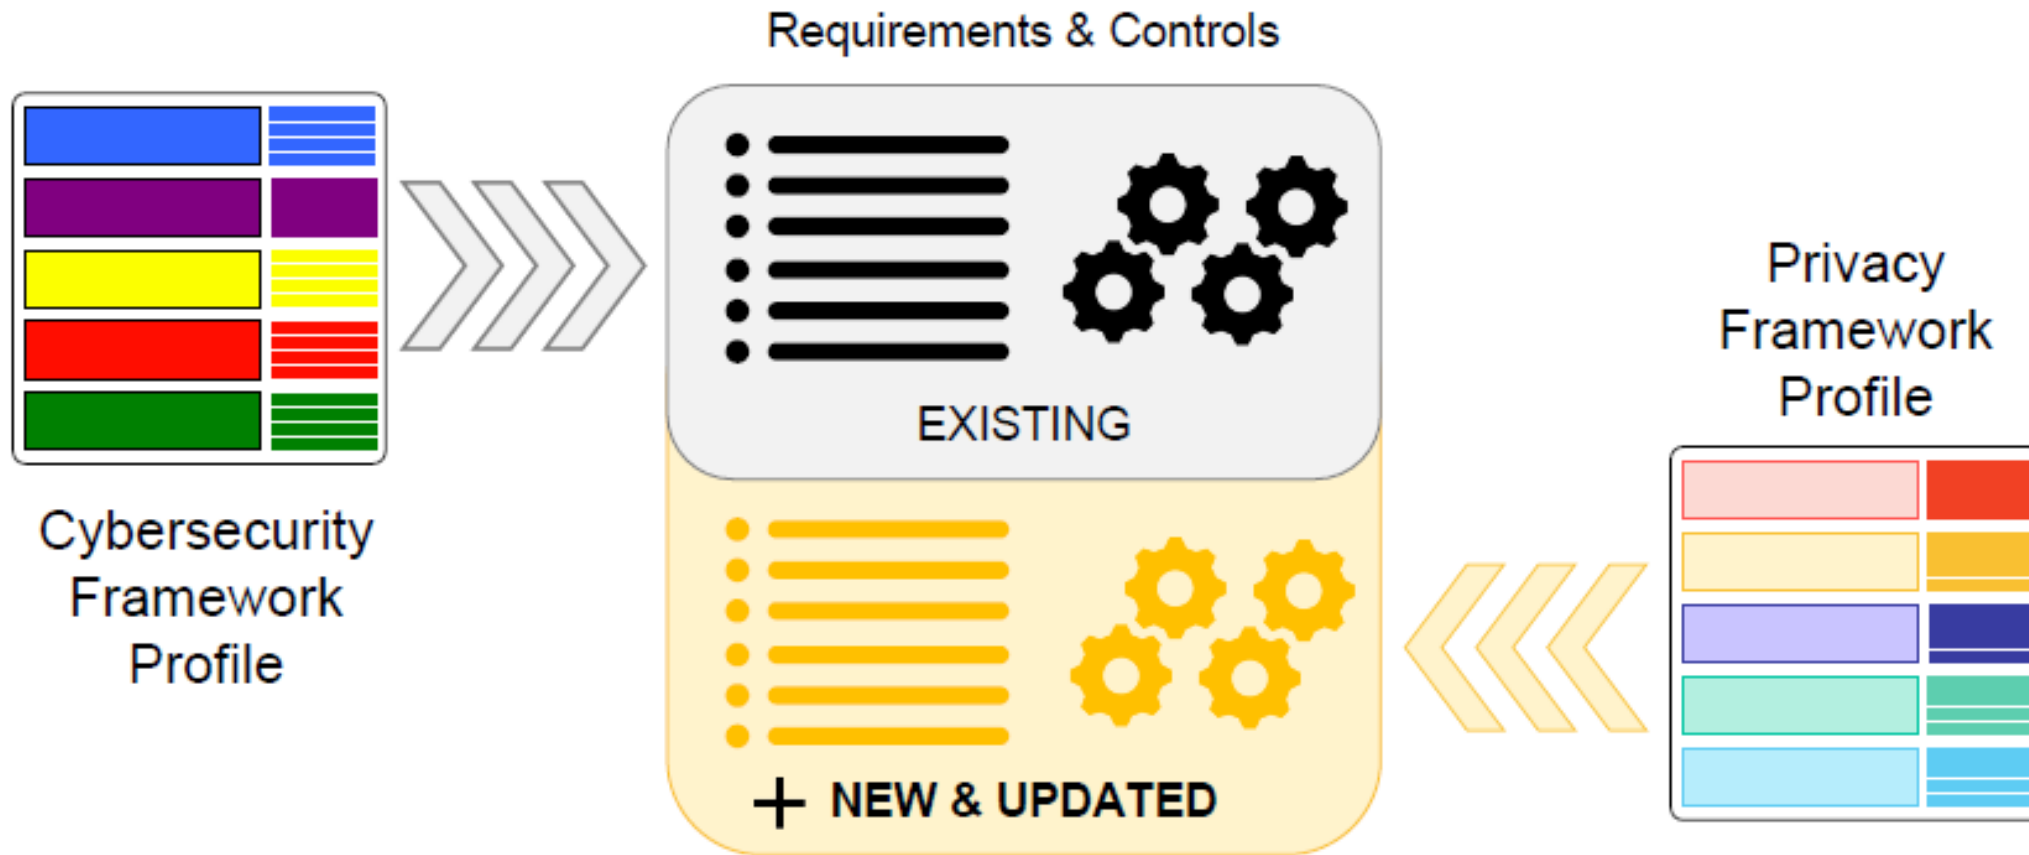 Requirements & Controls
Cybersecurity
Framework
Profile
EXISTING
+ NEW & UPDATED
Privacy
Framework
Profile